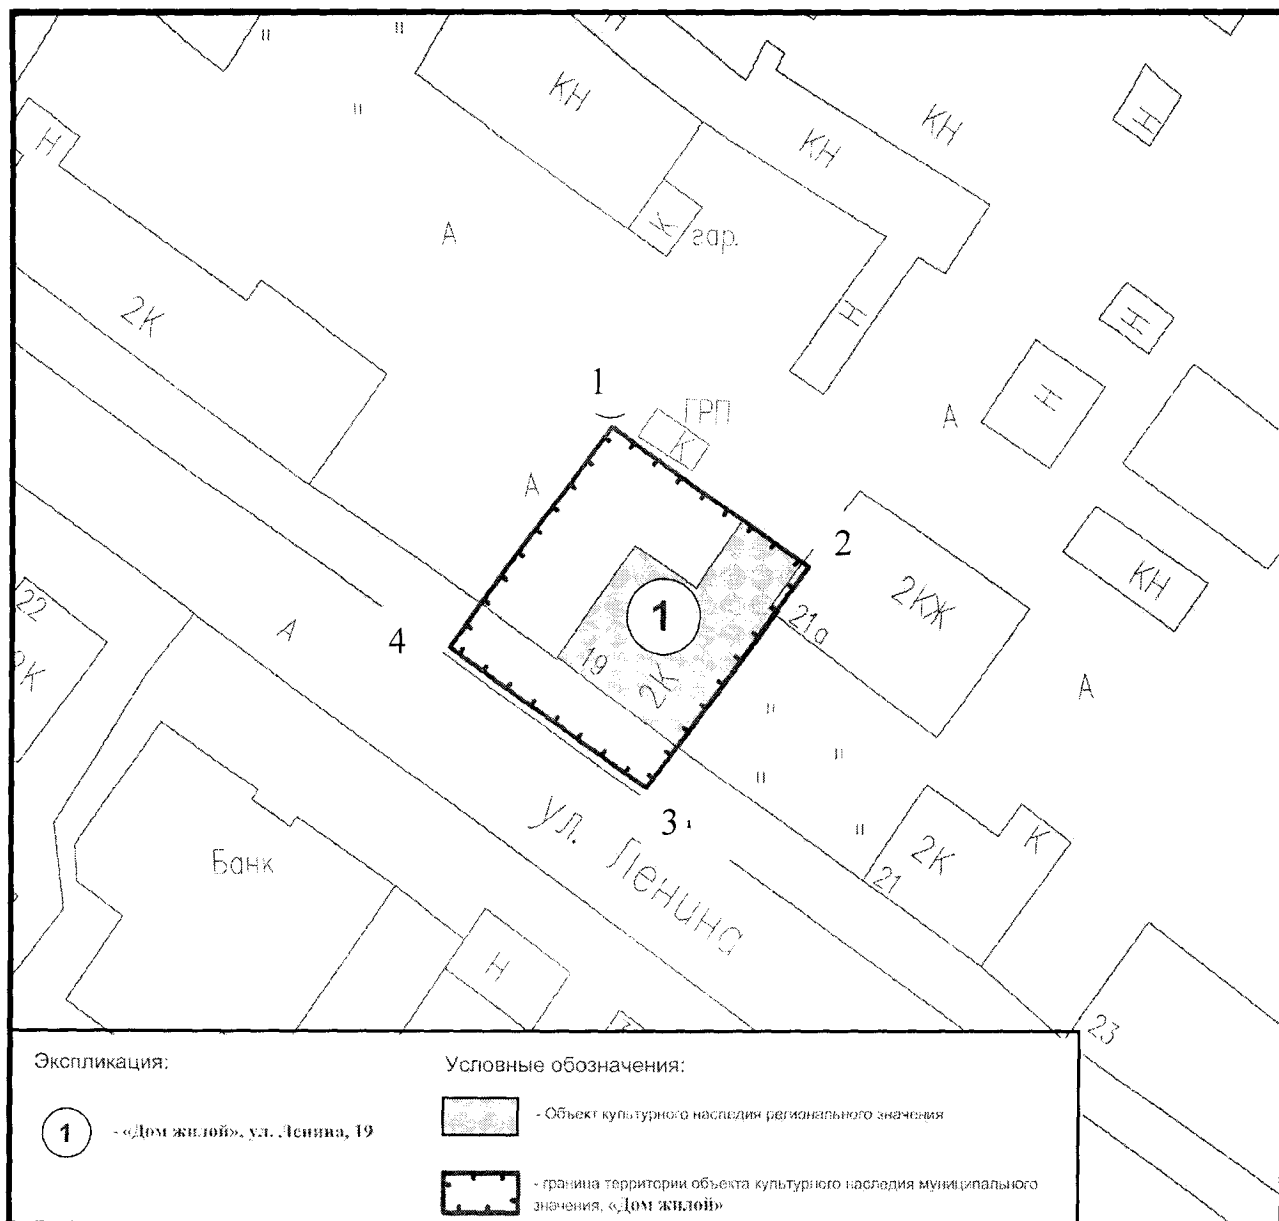 КН
КН
КН
Н
Н
К
гар.
А
Н
2К
Н
1
ГРП
К
А
Н
А
2
2КЖ
21а
КН
1
22
А
4
19
2К
А
ул. Ленина
3
Банк
2К
К
21
Н
23
Экспликация:
1 - «Дом жилой», ул. Ленина, 19
Условные обозначения:
- Объект культурного наследия регионального значения
- граница территории объекта культурного наследия муниципального
значения, «Дом жилой»